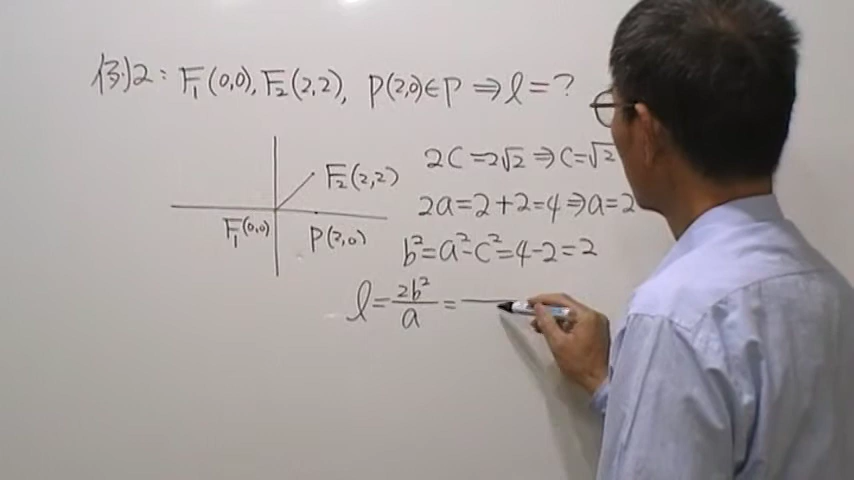 例2: F₁(0,0), F₂(2,2), P(2,0)∈P ⇒ l=?
F₂(2,2)
F₁(0,0)
P(2,0)
2c=2√2 ⇒ c=√2
2a=2+2=4 ⇒ a=2
b²=a²-c²=4-2=2
l=2b²/a=